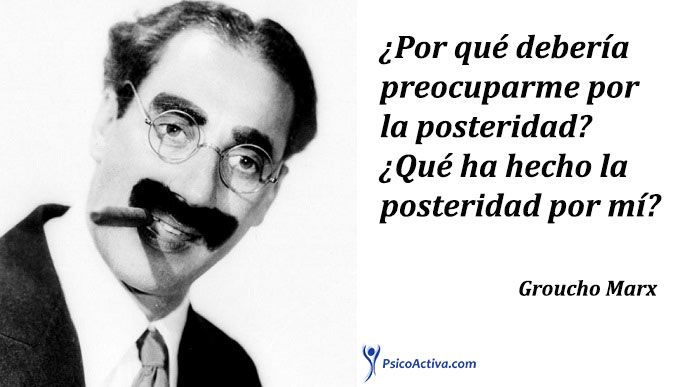 ¿Por qué debería
preocuparme por
la posteridad?
¿Qué ha hecho la
posteridad por mí?
Groucho Marx
PsicoActiva.com